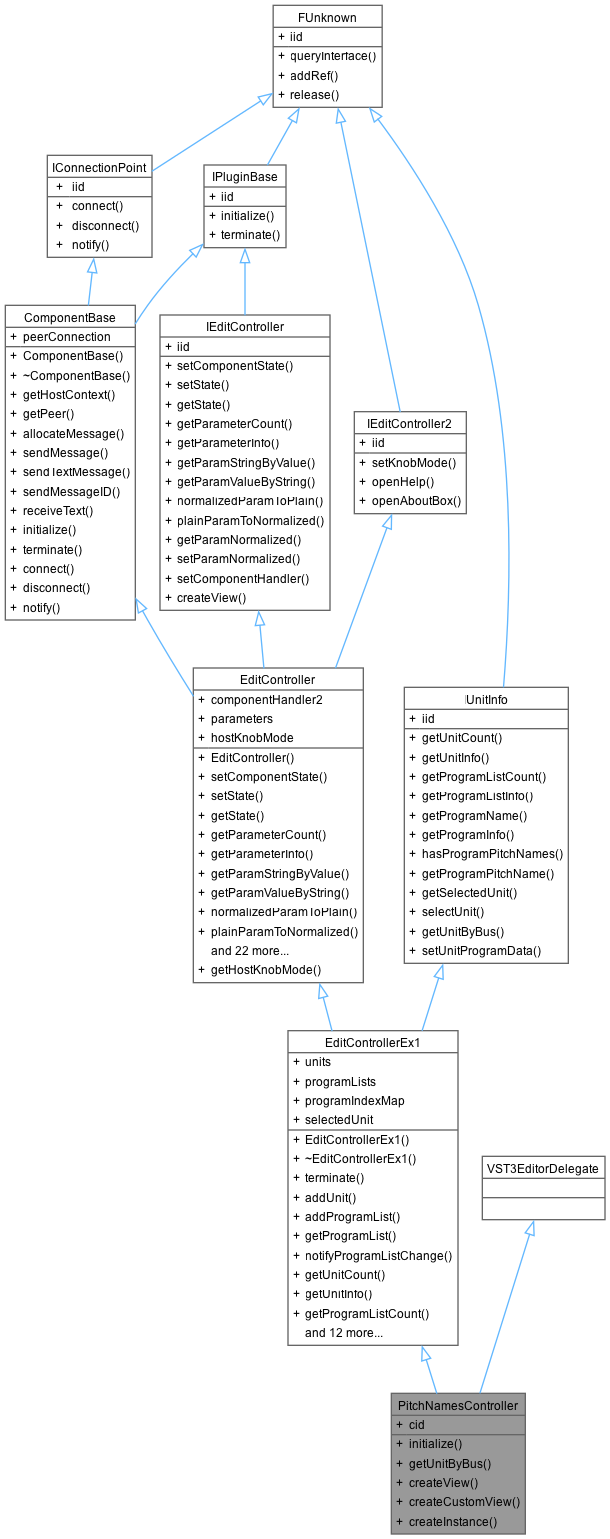 FUnknown
+ iid
+ queryInterface()
+ addRef()
+ release()
IConnectionPoint
+ iid
+ connect()
+ disconnect()
+ notify()
IPluginBase
+ iid
+ initialize()
+ terminate()
ComponentBase
+ peerConnection
+ ComponentBase()
+ ~ComponentBase()
+ getHostContext()
+ getPeer()
+ allocateMessage()
+ sendMessage()
+ sendTextMessage()
+ sendMessageID()
+ receiveText()
+ initialize()
+ terminate()
+ connect()
+ disconnect()
+ notify()
IEditController
+ iid
+ setComponentState()
+ setState()
+ getState()
+ getParameterCount()
+ getParameterInfo()
+ getParamStringByValue()
+ getParamValueByString()
+ normalizedParamToPlain()
+ plainParamToNormalized()
+ getParamNormalized()
+ setParamNormalized()
+ setComponentHandler()
+ createView()
IEditController2
+ iid
+ setKnobMode()
+ openHelp()
+ openAboutBox()
EditController
+ componentHandler2
+ parameters
+ hostKnobMode
+ EditController()
+ setComponentState()
+ setState()
+ getState()
+ getParameterCount()
+ getParameterInfo()
+ getParamStringByValue()
+ getParamValueByString()
+ normalizedParamToPlain()
+ plainParamToNormalized()
and 22 more...
+ getHostKnobMode()
IUnitInfo
+ iid
+ getUnitCount()
+ getUnitInfo()
+ getProgramListCount()
+ getProgramListInfo()
+ getProgramName()
+ getProgramInfo()
+ hasProgramPitchNames()
+ getProgramPitchName()
+ getSelectedUnit()
+ selectUnit()
+ getUnitByBus()
+ setUnitProgramData()
EditControllerEx1
+ units
+ programLists
+ programIndexMap
+ selectedUnit
+ EditControllerEx1()
+ ~EditControllerEx1()
+ terminate()
+ addUnit()
+ addProgramList()
+ getProgramList()
+ notifyProgramListChange()
+ getUnitCount()
+ getUnitInfo()
+ getProgramListCount()
and 12 more...
VST3EditorDelegate
PitchNamesController
+ cid
+ initialize()
+ getUnitByBus()
+ createView()
+ createCustomView()
+ createInstance()